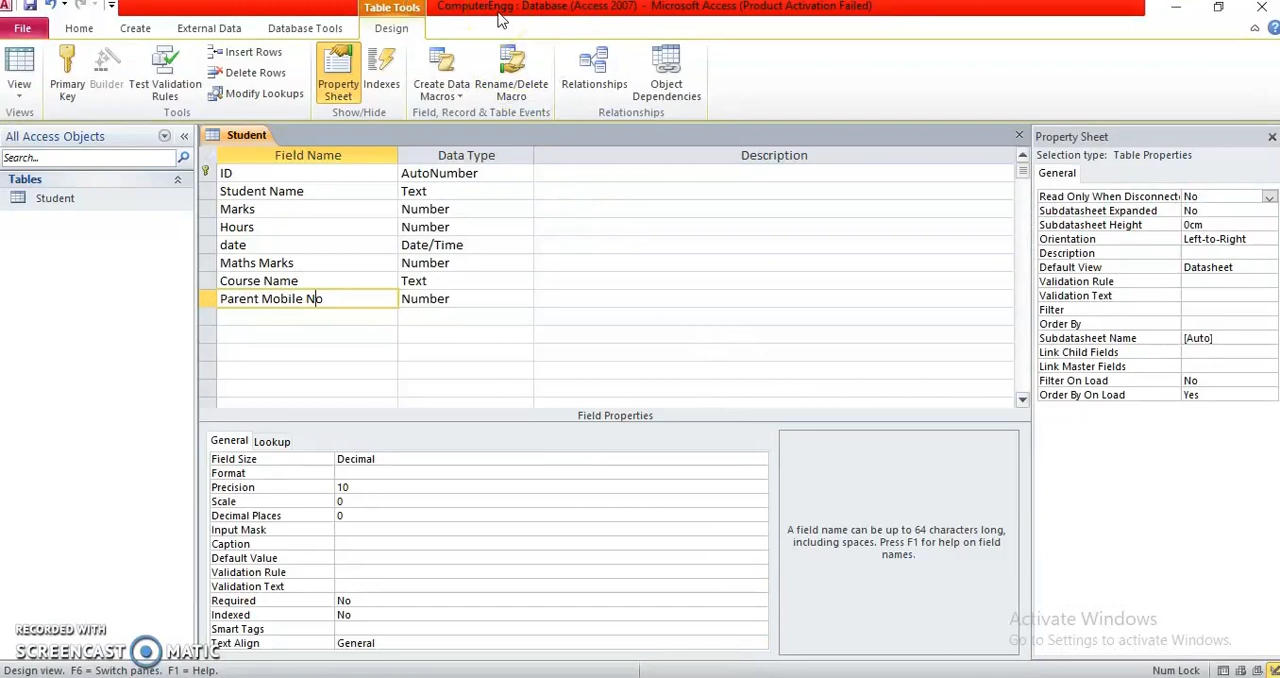 Table Tools
ComputerEngg : Database (Access 2007) - Microsoft Access (Product Activation Failed)
File
Home
Create
External Data
Database Tools
Design
View
Primary Key
Builder
Test Validation Rules
Insert Rows
Delete Rows
Modify Lookups
Property Sheet
Indexes
Create Data Macros
Rename/Delete Macro
Relationships
Object Dependencies
Views
Tools
Show/Hide
Field, Record & Table Events
Relationships
All Access Objects
Search...
Tables
Student
Student
Field Name Data Type Description
ID AutoNumber
Student Name Text
Marks Number
Hours Number
date Date/Time
Maths Marks Number
Course Name Text
Parent Mobile No Number
Field Properties
General Lookup
Field Size Decimal
Format
Precision 10
Scale 0
Decimal Places 0
Input Mask
Caption
Default Value
Validation Rule
Validation Text
Required No
Indexed No
Smart Tags
Text Align General
A field name can be up to 64 characters long,
including spaces. Press F1 for help on field
names.
Property Sheet
Selection type: Table Properties
General
Read Only When Disconnect No
Subdatasheet Expanded No
Subdatasheet Height 0cm
Orientation Left-to-Right
Description
Default View Datasheet
Validation Rule
Validation Text
Filter
Order By
Subdatasheet Name [Auto]
Link Child Fields
Link Master Fields
Filter On Load No
Order By On Load Yes
Activate Windows
Go to Settings to activate Windows.
RECORDED WITH
SCREENCAST MATIC
Design view. F6 = Switch panes. F1 = Help.
Num Lock